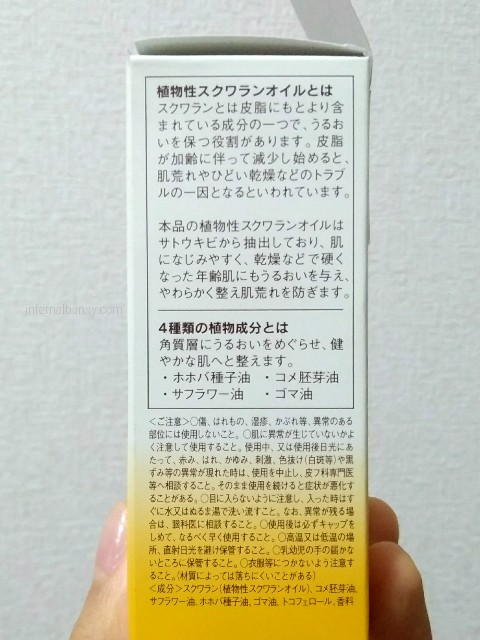 植物性スクワランオイルとは
スクワランとは皮脂にもとより含
まれている成分の一つで、うるお
いを保つ役割があります。皮脂
が加齢に伴って減少し始めると、
肌荒れやひどい乾燥などのトラブ
ルの一因となるといわれています。
本品の植物性スクワランオイルは
サトウキビから抽出しており、肌
になじみやすく、乾燥などで硬く
なった年齢肌にもうるおいを与え、
やわらかく整え肌荒れを防ぎます。
4種類の植物成分とは
角質層にうるおいをめぐらせ、健
やかな肌へと整えます。
・ホホバ種子油 ・コメ胚芽油
・サフラワー油 ・ゴマ油
<ご注意>○傷、はれもの、湿疹、かぶれ等、異常のある
部位には使用しないこと。○肌に異常が生じていないかよ
く注意して使用すること。使用中、又は使用後日光にあ
たって、赤み、はれ、かゆみ、刺激、色抜け(白斑等)や黒
ずみ等の異常が現れた時は、使用を中止し、皮フ科専門医
等へ相談すること。そのまま使用を続けると症状が悪化す
ることがある。○目に入らないように注意し、入った時はす
ぐに水又はぬるま湯で洗い流すこと。なお、異常が残る場
合は、眼科医に相談すること。○使用後は必ずキャップを
しめて、なるべく早く使用すること。○高温又は低温の場
所、直射日光を避け保管すること。○乳幼児の手の届かな
いところに保管すること。○衣服等につかないよう注意す
ること。(材質によっては落ちにくいことがある)
<成分>スクワラン(植物性スクワランオイル)、コメ胚芽油、
サフラワー油、ホホバ種子油、ゴマ油、トコフェロール、香料